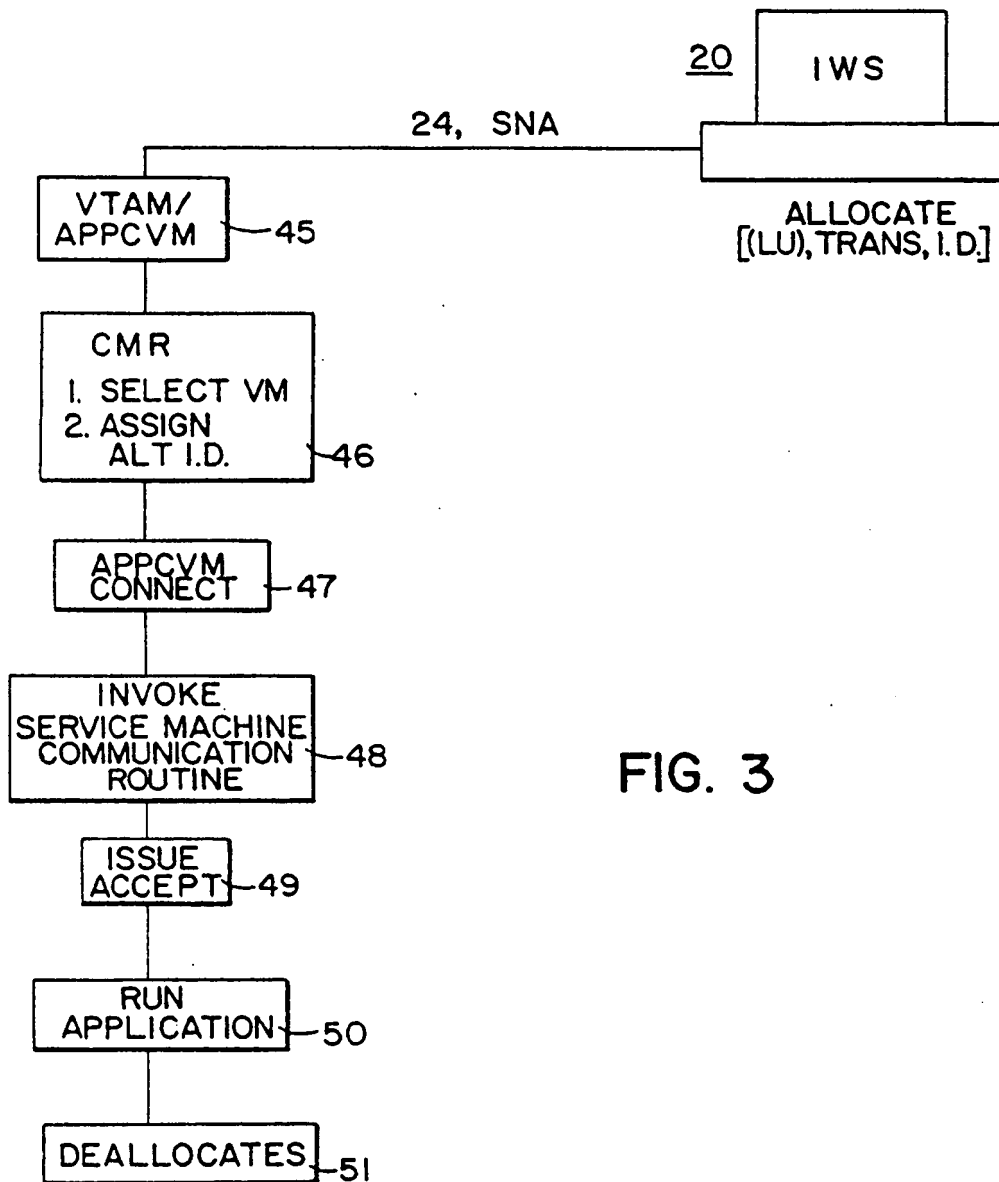 20
IWS
24, SNA
ALLOCATE
[(LU), TRANS, I.D.]
VTAM/
APPCVM
45
CMR
1. SELECT VM
2. ASSIGN
ALT I.D.
46
APPCVM
CONNECT
47
INVOKE
SERVICE MACHINE
COMMUNICATION
ROUTINE
48
FIG. 3
ISSUE
ACCEPT
49
RUN
APPLICATION
50
DEALLOCATES
51